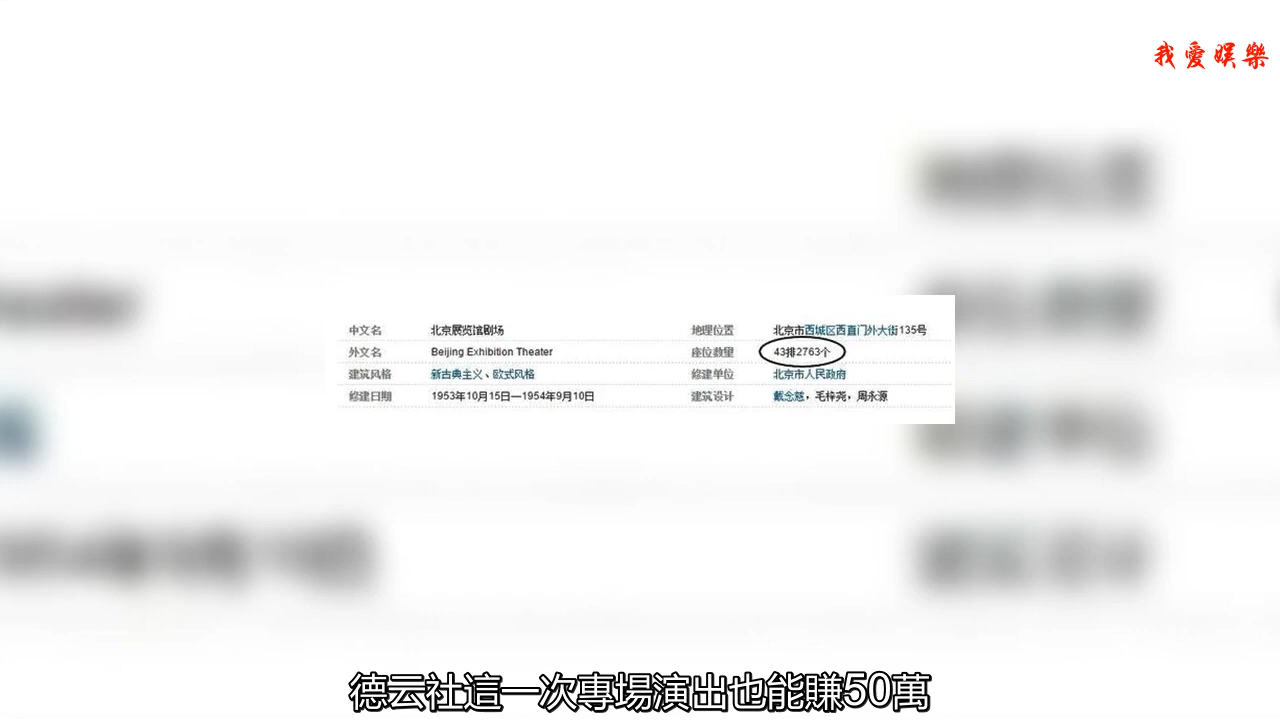 我愛娱樂
中文名 北京展览馆剧场 地理位置 北京市西城区西直门外大街135号
外文名 Beijing Exhibition Theater 座位数量 43排2763个
建筑风格 新古典主义、欧式风格 修建单位 北京市人民政府
修建日期 1953年10月15日—1954年9月10日 建筑设计 戴念慈，毛梓尧，周永源
德云社這一次專場演出也能賺50萬